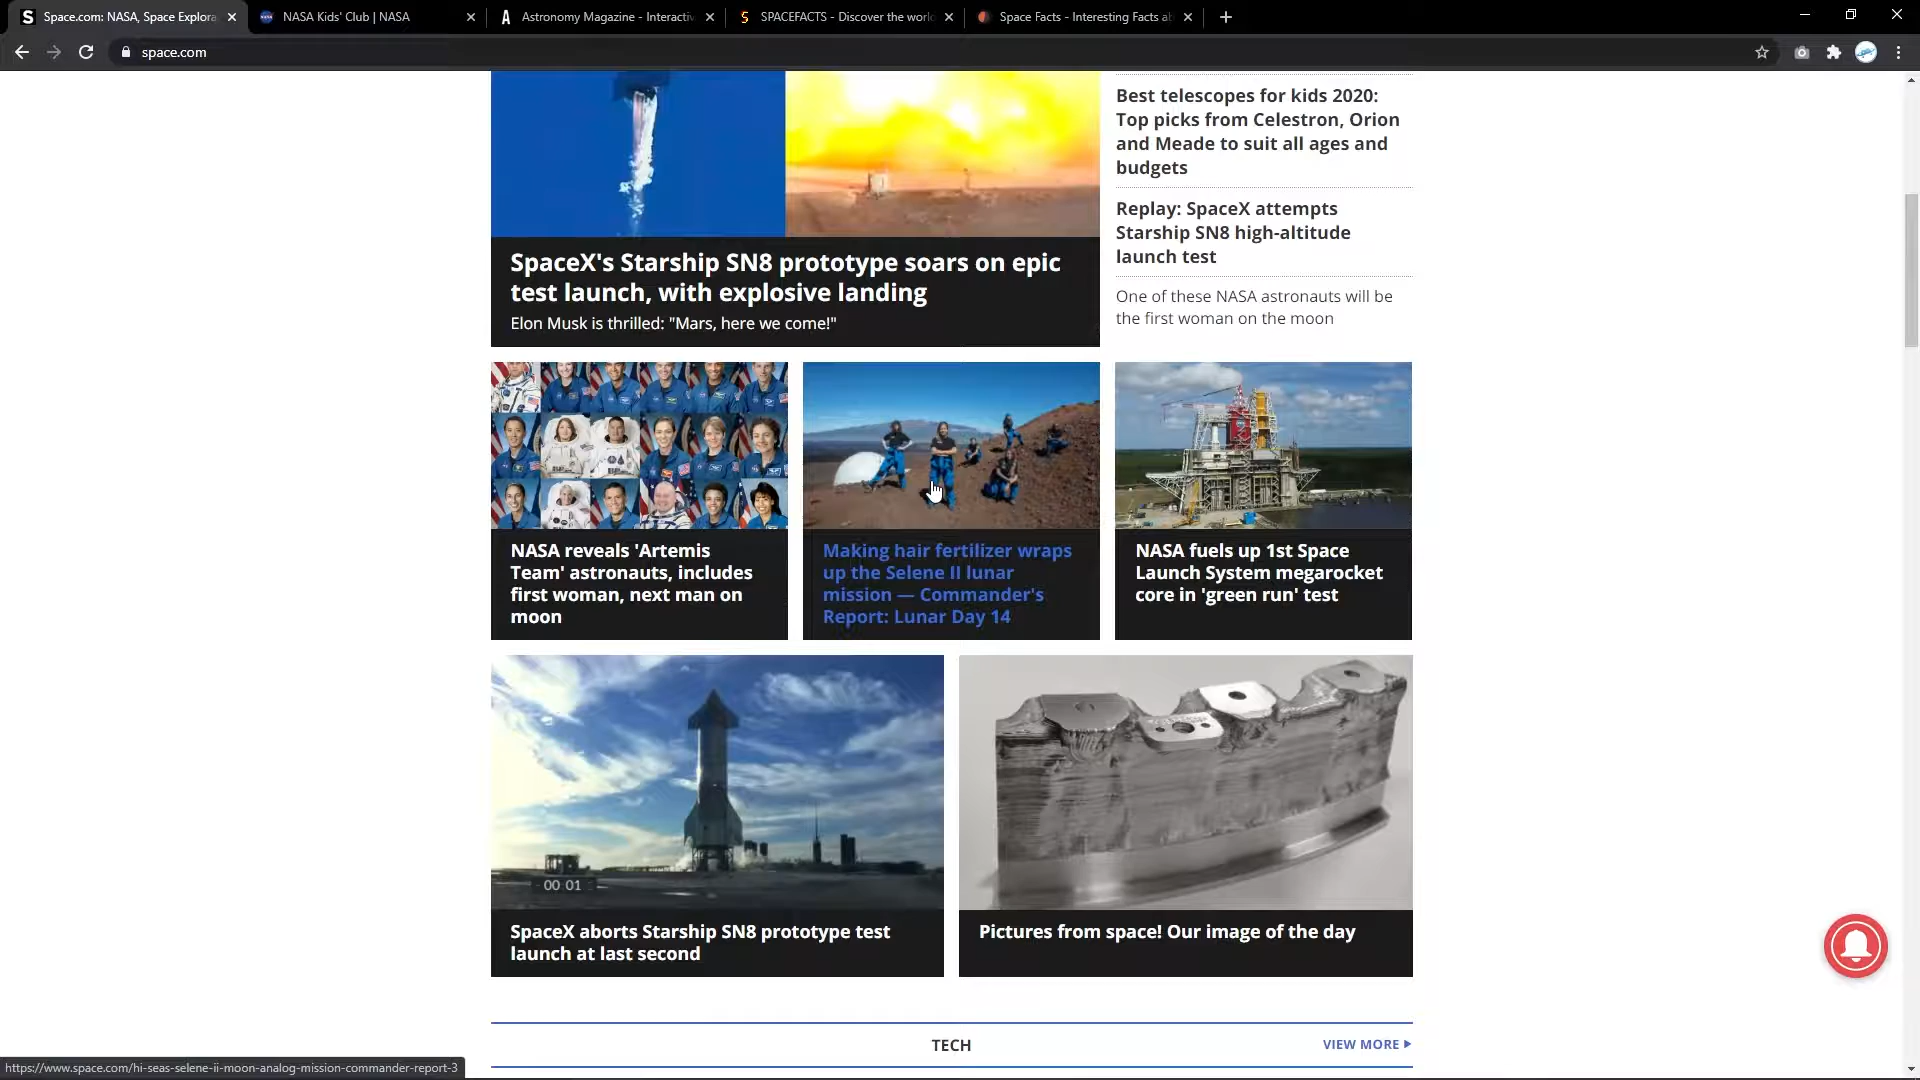 Space.com: NASA, Space Explora
NASA Kids' Club | NASA
Astronomy Magazine - Interactiv
SPACEFACTS - Discover the world
Space Facts - Interesting Facts ab
space.com
SpaceX's Starship SN8 prototype soars on epic
test launch, with explosive landing
Elon Musk is thrilled: "Mars, here we come!"
Best telescopes for kids 2020:
Top picks from Celestron, Orion
and Meade to suit all ages and
budgets
Replay: SpaceX attempts
Starship SN8 high-altitude
launch test
One of these NASA astronauts will be
the first woman on the moon
NASA reveals 'Artemis
Team' astronauts, includes
first woman, next man on
moon
Making hair fertilizer wraps
up the Selene II lunar
mission — Commander's
Report: Lunar Day 14
NASA fuels up 1st Space
Launch System megarocket
core in 'green run' test
00 01
SpaceX aborts Starship SN8 prototype test
launch at last second
Pictures from space! Our image of the day
TECH
VIEW MORE
https://www.space.com/hi-seas-selene-ii-moon-analog-mission-commander-report-3